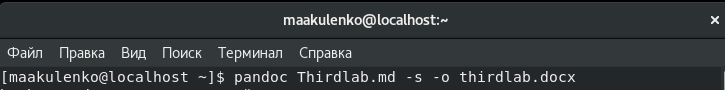 maakulenko@localhost:~
Файл Правка Вид Поиск Терминал Справка
[maakulenko@localhost ~]$ pandoc Thirdlab.md -s -o thirdlab.docx